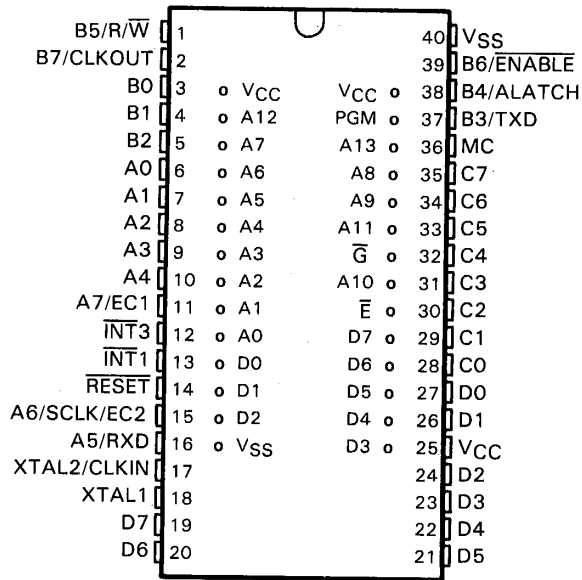 B5/R/W̅ 1 40 VSS
B7/CLKOUT 2 39 B6/E̅N̅A̅B̅L̅E̅
B0 3 o VCC VCC o 38 B4/ALATCH
B1 4 o A12 PGM o 37 B3/TXD
B2 5 o A7 A13 o 36 MC
A0 6 o A6 A8 o 35 C7
A1 7 o A5 A9 o 34 C6
A2 8 o A4 A11 o 33 C5
A3 9 o A3 G̅ o 32 C4
A4 10 o A2 A10 o 31 C3
A7/EC1 11 o A1 E̅ o 30 C2
I̅N̅T̅3 12 o A0 D7 o 29 C1
I̅N̅T̅1 13 o D0 D6 o 28 C0
R̅E̅S̅E̅T̅ 14 o D1 D5 o 27 D0
A6/SCLK/EC2 15 o D2 D4 o 26 D1
A5/RXD 16 o VSS D3 o 25 VCC
XTAL2/CLKIN 17 24 D2
XTAL1 18 23 D3
D7 19 22 D4
D6 20 21 D5